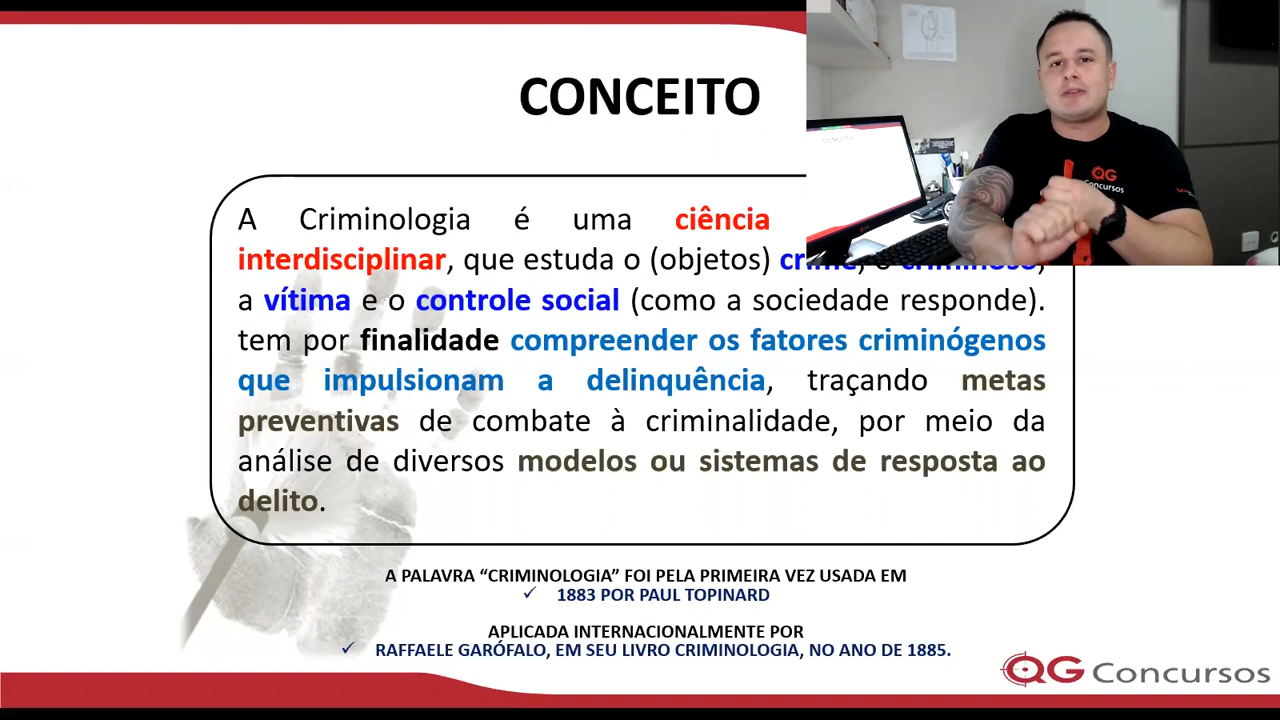 CONCEITO
A Criminologia é uma ciência
interdisciplinar, que estuda o (objetos) crime, o criminoso,
a vítima e o controle social (como a sociedade responde).
tem por finalidade compreender os fatores criminógenos
que impulsionam a delinquência, traçando metas
preventivas de combate à criminalidade, por meio da
análise de diversos modelos ou sistemas de resposta ao
delito.
A PALAVRA “CRIMINOLOGIA” FOI PELA PRIMEIRA VEZ USADA EM
✓ 1883 POR PAUL TOPINARD
APLICADA INTERNACIONALMENTE POR
✓ RAFFAELE GARÓFALO, EM SEU LIVRO CRIMINOLOGIA, NO ANO DE 1885.
QG Concursos
QG
Concursos